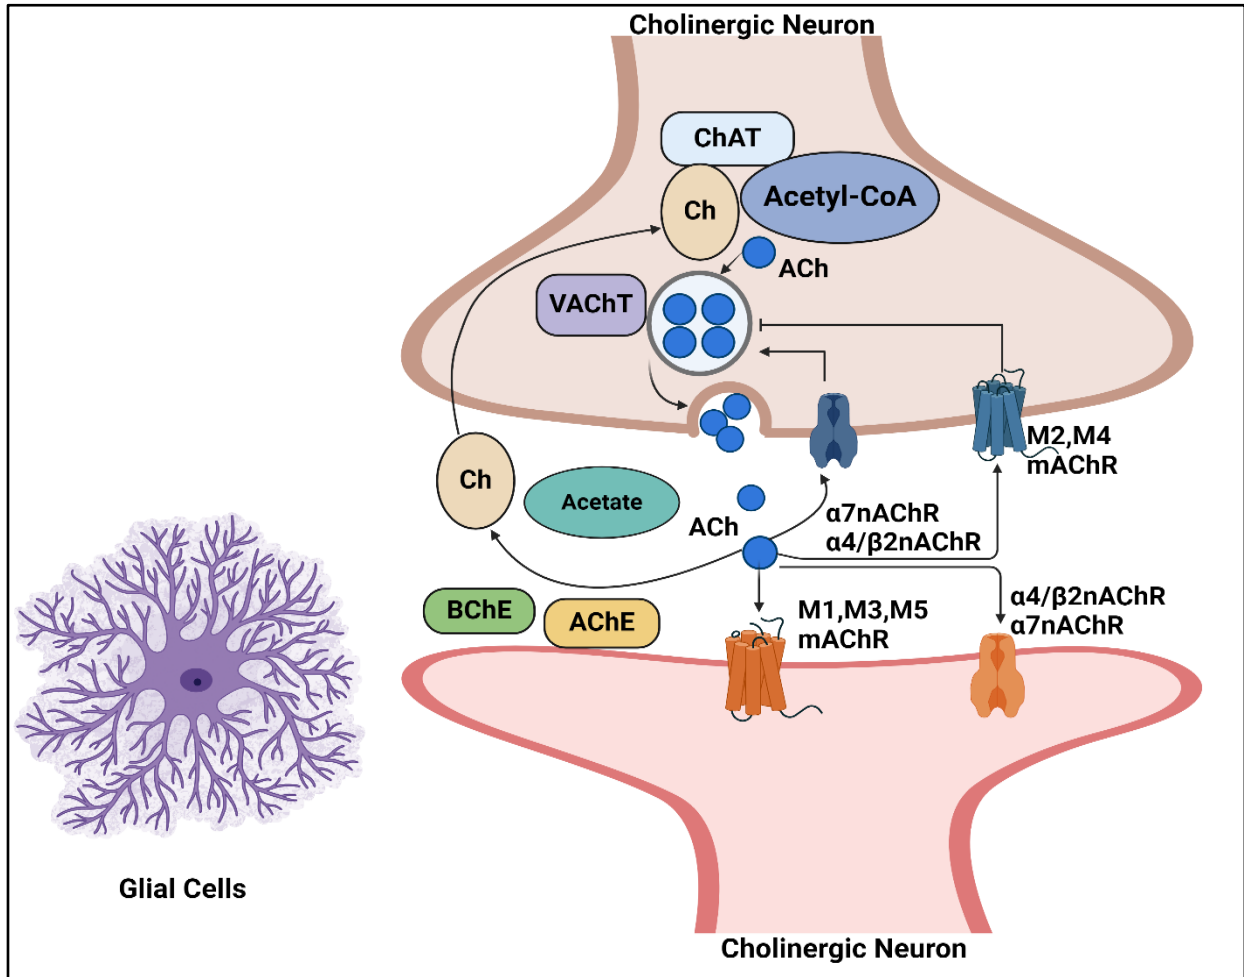 Cholinergic Neuron
ChAT
Ch
Acetyl-CoA
ACh
VAChT
M2,M4
mAChR
Ch
Acetate
ACh
α7nAChR
α4/β2nAChR
BChE
AChE
M1,M3,M5
mAChR
α4/β2nAChR
α7nAChR
Glial Cells
Cholinergic Neuron